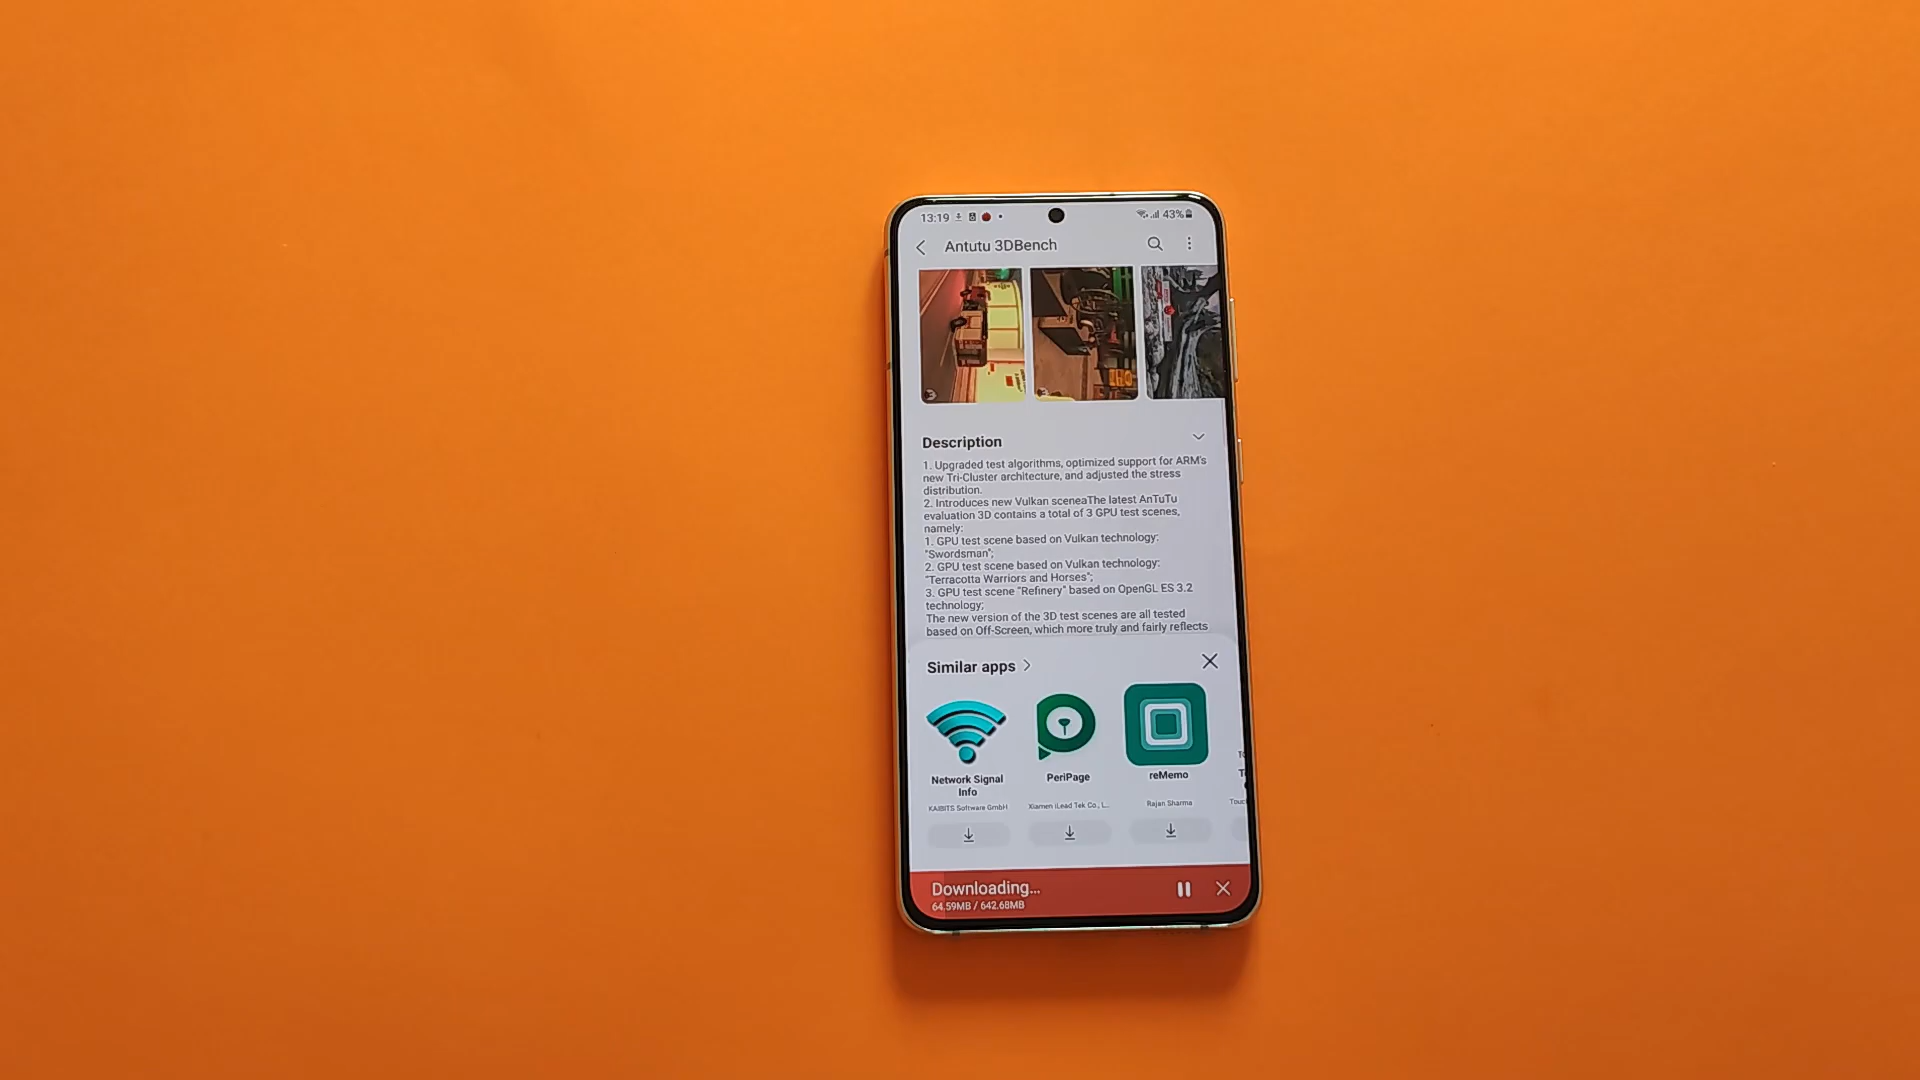 13:19
43%
Antutu 3DBench
Description
1. Upgraded test algorithms, optimized support for ARM's
new Tri-Cluster architecture, and adjusted the stress
distribution.
2. Introduces new Vulkan sceneaThe latest AnTuTu
evaluation 3D contains a total of 3 GPU test scenes,
namely:
1. GPU test scene based on Vulkan technology:
"Swordsman";
2. GPU test scene based on Vulkan technology:
"Terracotta Warriors and Horses";
3. GPU test scene "Refinery" based on OpenGL ES 3.2
technology;
The new version of the 3D test scenes are all tested
based on Off-Screen, which more truly and fairly reflects
Similar apps
Network Signal
Info
KAIBITS Software GmbH
PeriPage
Xiamen iLead Tek Co., L...
reMemo
Rajan Sharma
Downloading...
64.59MB / 642.68MB